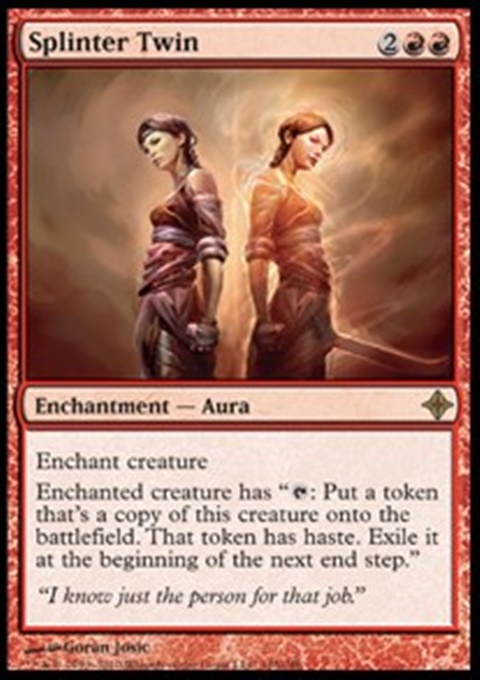 Splinter Twin 2
Enchantment — Aura
Enchant creature
Enchanted creature has “ : Put a token
that’s a copy of this creature onto the
battlefield. That token has haste. Exile it
at the beginning of the next end step.”
“I know just the person for that job.”
Goran Josic